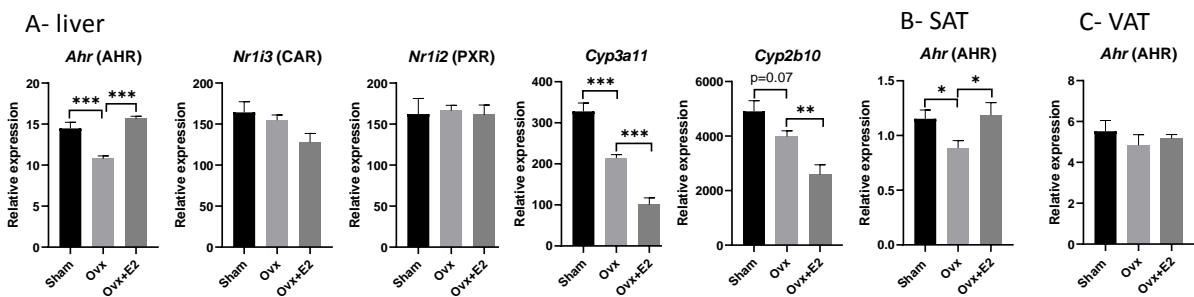 A- liver
B- SAT
C- VAT
Ahr (AHR)
Relative expression
20
15
10
5
0
***
***
Sham
Ovx
Ovx+E2
Nr1i3 (CAR)
Relative expression
200
150
100
50
0
Sham
Ovx
Ovx+E2
Nr1i2 (PXR)
Relative expression
200
150
100
50
0
Sham
Ovx
Ovx+E2
Cyp3a11
Relative expression
400
300
200
100
0
***
***
Sham
Ovx
Ovx+E2
Cyp2b10
Relative expression
6000
4000
2000
0
p=0.07
**
Sham
Ovx
Ovx+E2
Ahr (AHR)
Relative expression
1.5
1.0
0.5
0.0
*
*
Sham
Ovx
Ovx+E2
Ahr (AHR)
Relative expression
8
6
4
2
0
Sham
Ovx
Ovx+E2